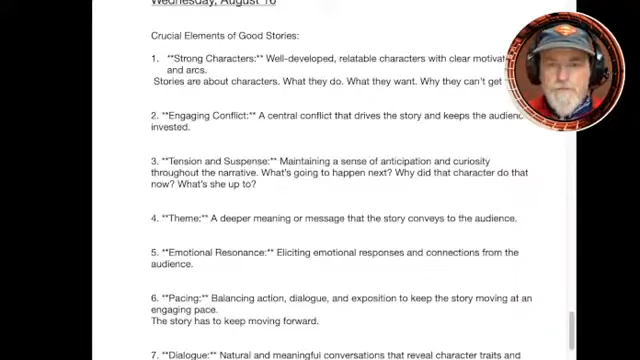 Wednesday, August 16
Crucial Elements of Good Stories:
1. **Strong Characters:** Well-developed, relatable characters with clear
and arcs.
Stories are about characters. What they do. What they want. Why they can't get
2. **Engaging Conflict:** A central conflict that drives the story and keeps the
invested.
3. **Tension and Suspense:** Maintaining a sense of anticipation and curiosity
throughout the narrative. What's going to happen next? Why did that character do that
now? What's she up to?
4. **Theme:** A deeper meaning or message that the story conveys to the audience.
5. **Emotional Resonance:** Eliciting emotional responses and connections from the
audience.
6. **Pacing:** Balancing action, dialogue, and exposition to keep the story moving at an
engaging pace.
The story has to keep moving forward.
7. **Dialogue:** Natural and meaningful conversations that reveal character traits and